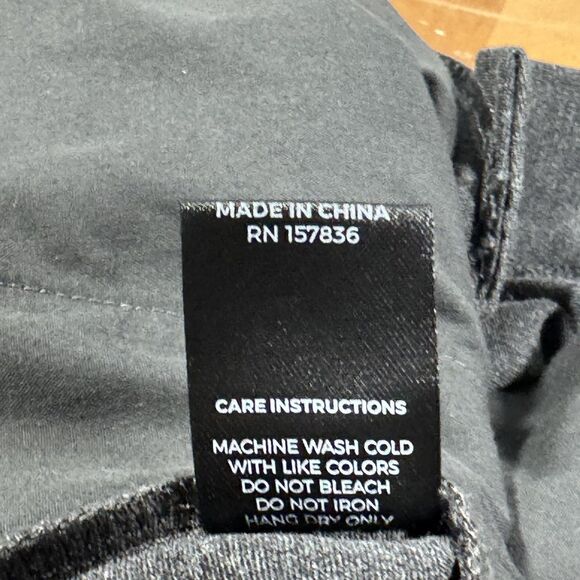 MADE IN CHINA
RN 157836
CARE INSTRUCTIONS
MACHINE WASH COLD
WITH LIKE COLORS
DO NOT BLEACH
DO NOT IRON
HANG DRY ONLY